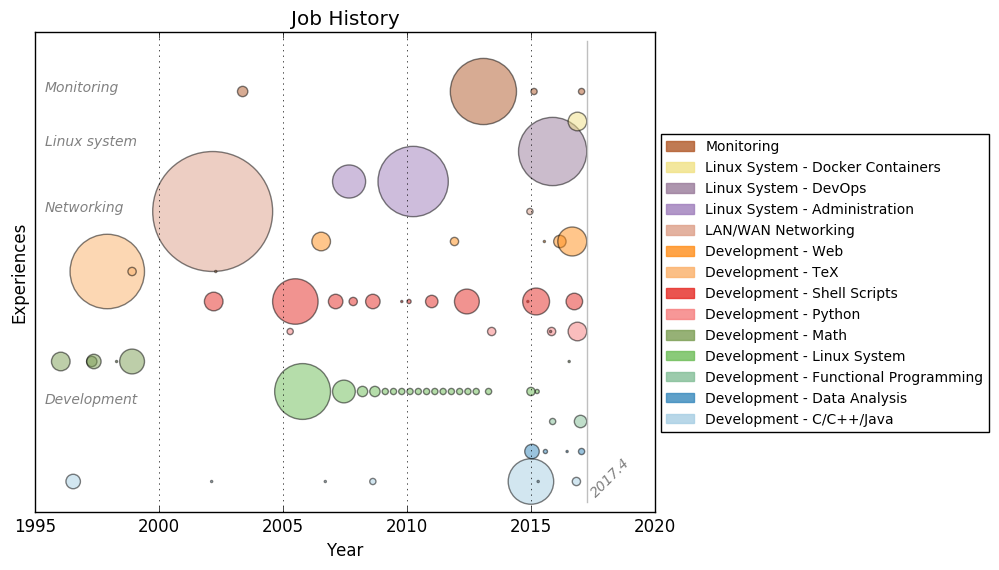 Job History
Monitoring
Linux system
Networking
Development
Experiences
2017.4
1995 2000 2005 2010 2015 2020
Year
Monitoring
Linux System - Docker Containers
Linux System - DevOps
Linux System - Administration
LAN/WAN Networking
Development - Web
Development - TeX
Development - Shell Scripts
Development - Python
Development - Math
Development - Linux System
Development - Functional Programming
Development - Data Analysis
Development - C/C++/Java